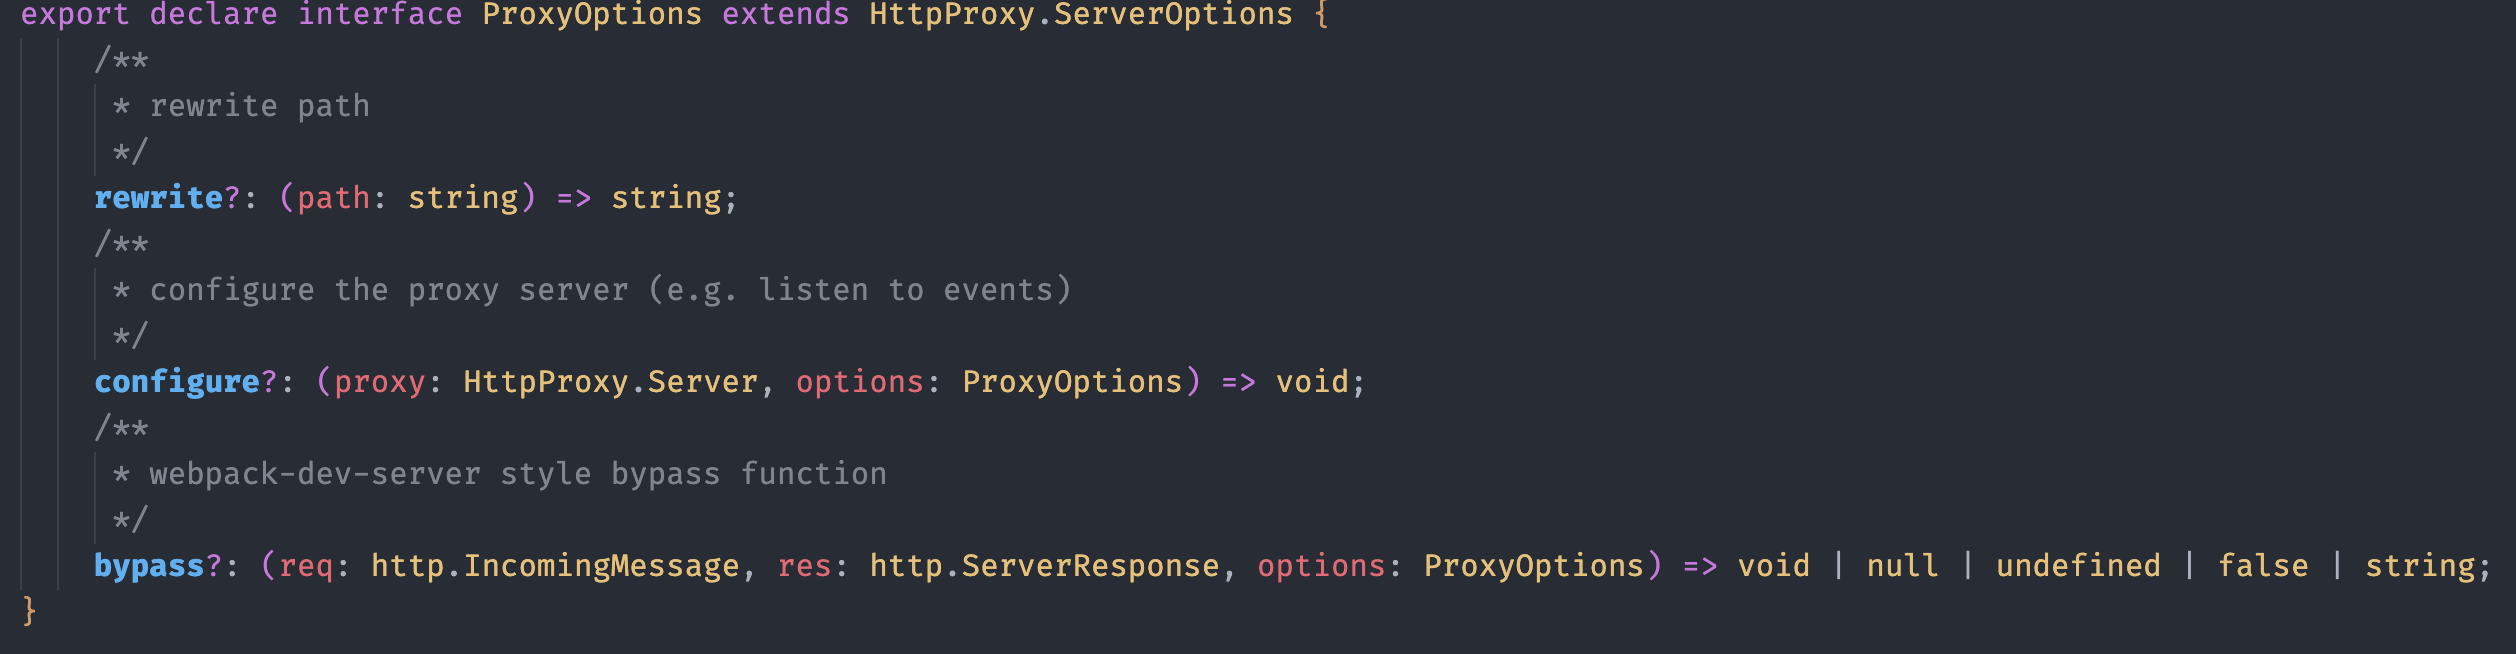 export declare interface ProxyOptions extends HttpProxy.ServerOptions {
    /**
     * rewrite path
     */
    rewrite?: (path: string) => string;
    /**
     * configure the proxy server (e.g. listen to events)
     */
    configure?: (proxy: HttpProxy.Server, options: ProxyOptions) => void;
    /**
     * webpack-dev-server style bypass function
     */
    bypass?: (req: http.IncomingMessage, res: http.ServerResponse, options: ProxyOptions) => void | null | undefined | false | string;
}